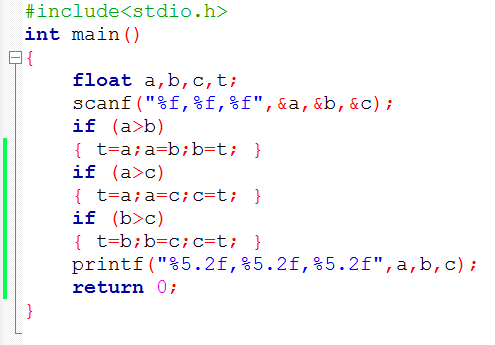 #include<stdio.h>
int main()
{
    float a,b,c,t;
    scanf("%f,%f,%f",&a,&b,&c);
    if (a>b)
    { t=a;a=b;b=t; }
    if (a>c)
    { t=a;a=c;c=t; }
    if (b>c)
    { t=b;b=c;c=t; }
    printf("%5.2f,%5.2f,%5.2f",a,b,c);
    return 0;
}